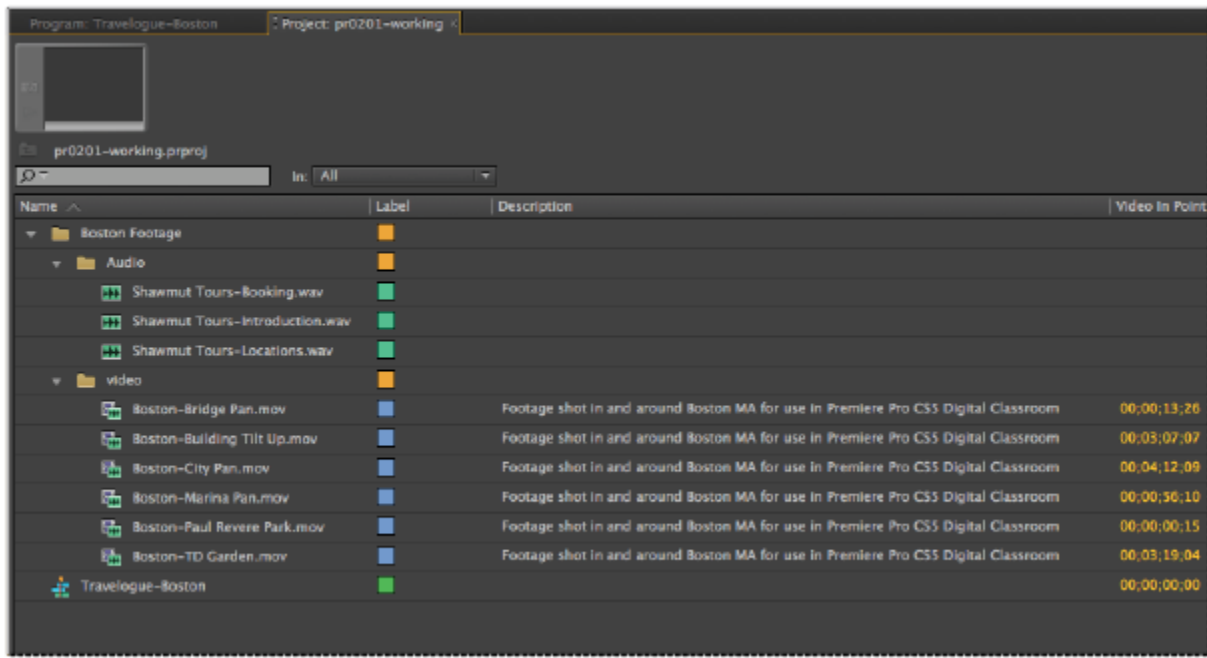 Program: Travelogue-Boston Project: pr0201-working
pr0201-working.prproj
In: All
Name Label Description Video In Point
Boston Footage
Audio
Shawmut Tours-Booking.wav
Shawmut Tours-Introduction.wav
Shawmut Tours-Locations.wav
video
Boston-Bridge Pan.mov Footage shot in and around Boston MA for use in Premiere Pro CS5 Digital Classroom 00;00;13;26
Boston-Building Tilt Up.mov Footage shot in and around Boston MA for use in Premiere Pro CS5 Digital Classroom 00;03;07;07
Boston-City Pan.mov Footage shot in and around Boston MA for use in Premiere Pro CS5 Digital Classroom 00;04;12;09
Boston-Marina Pan.mov Footage shot in and around Boston MA for use in Premiere Pro CS5 Digital Classroom 00;00;56;10
Boston-Paul Revere Park.mov Footage shot in and around Boston MA for use in Premiere Pro CS5 Digital Classroom 00;00;00;15
Boston-TD Garden.mov Footage shot in and around Boston MA for use in Premiere Pro CS5 Digital Classroom 00;03;19;04
Travelogue-Boston 00;00;00;00